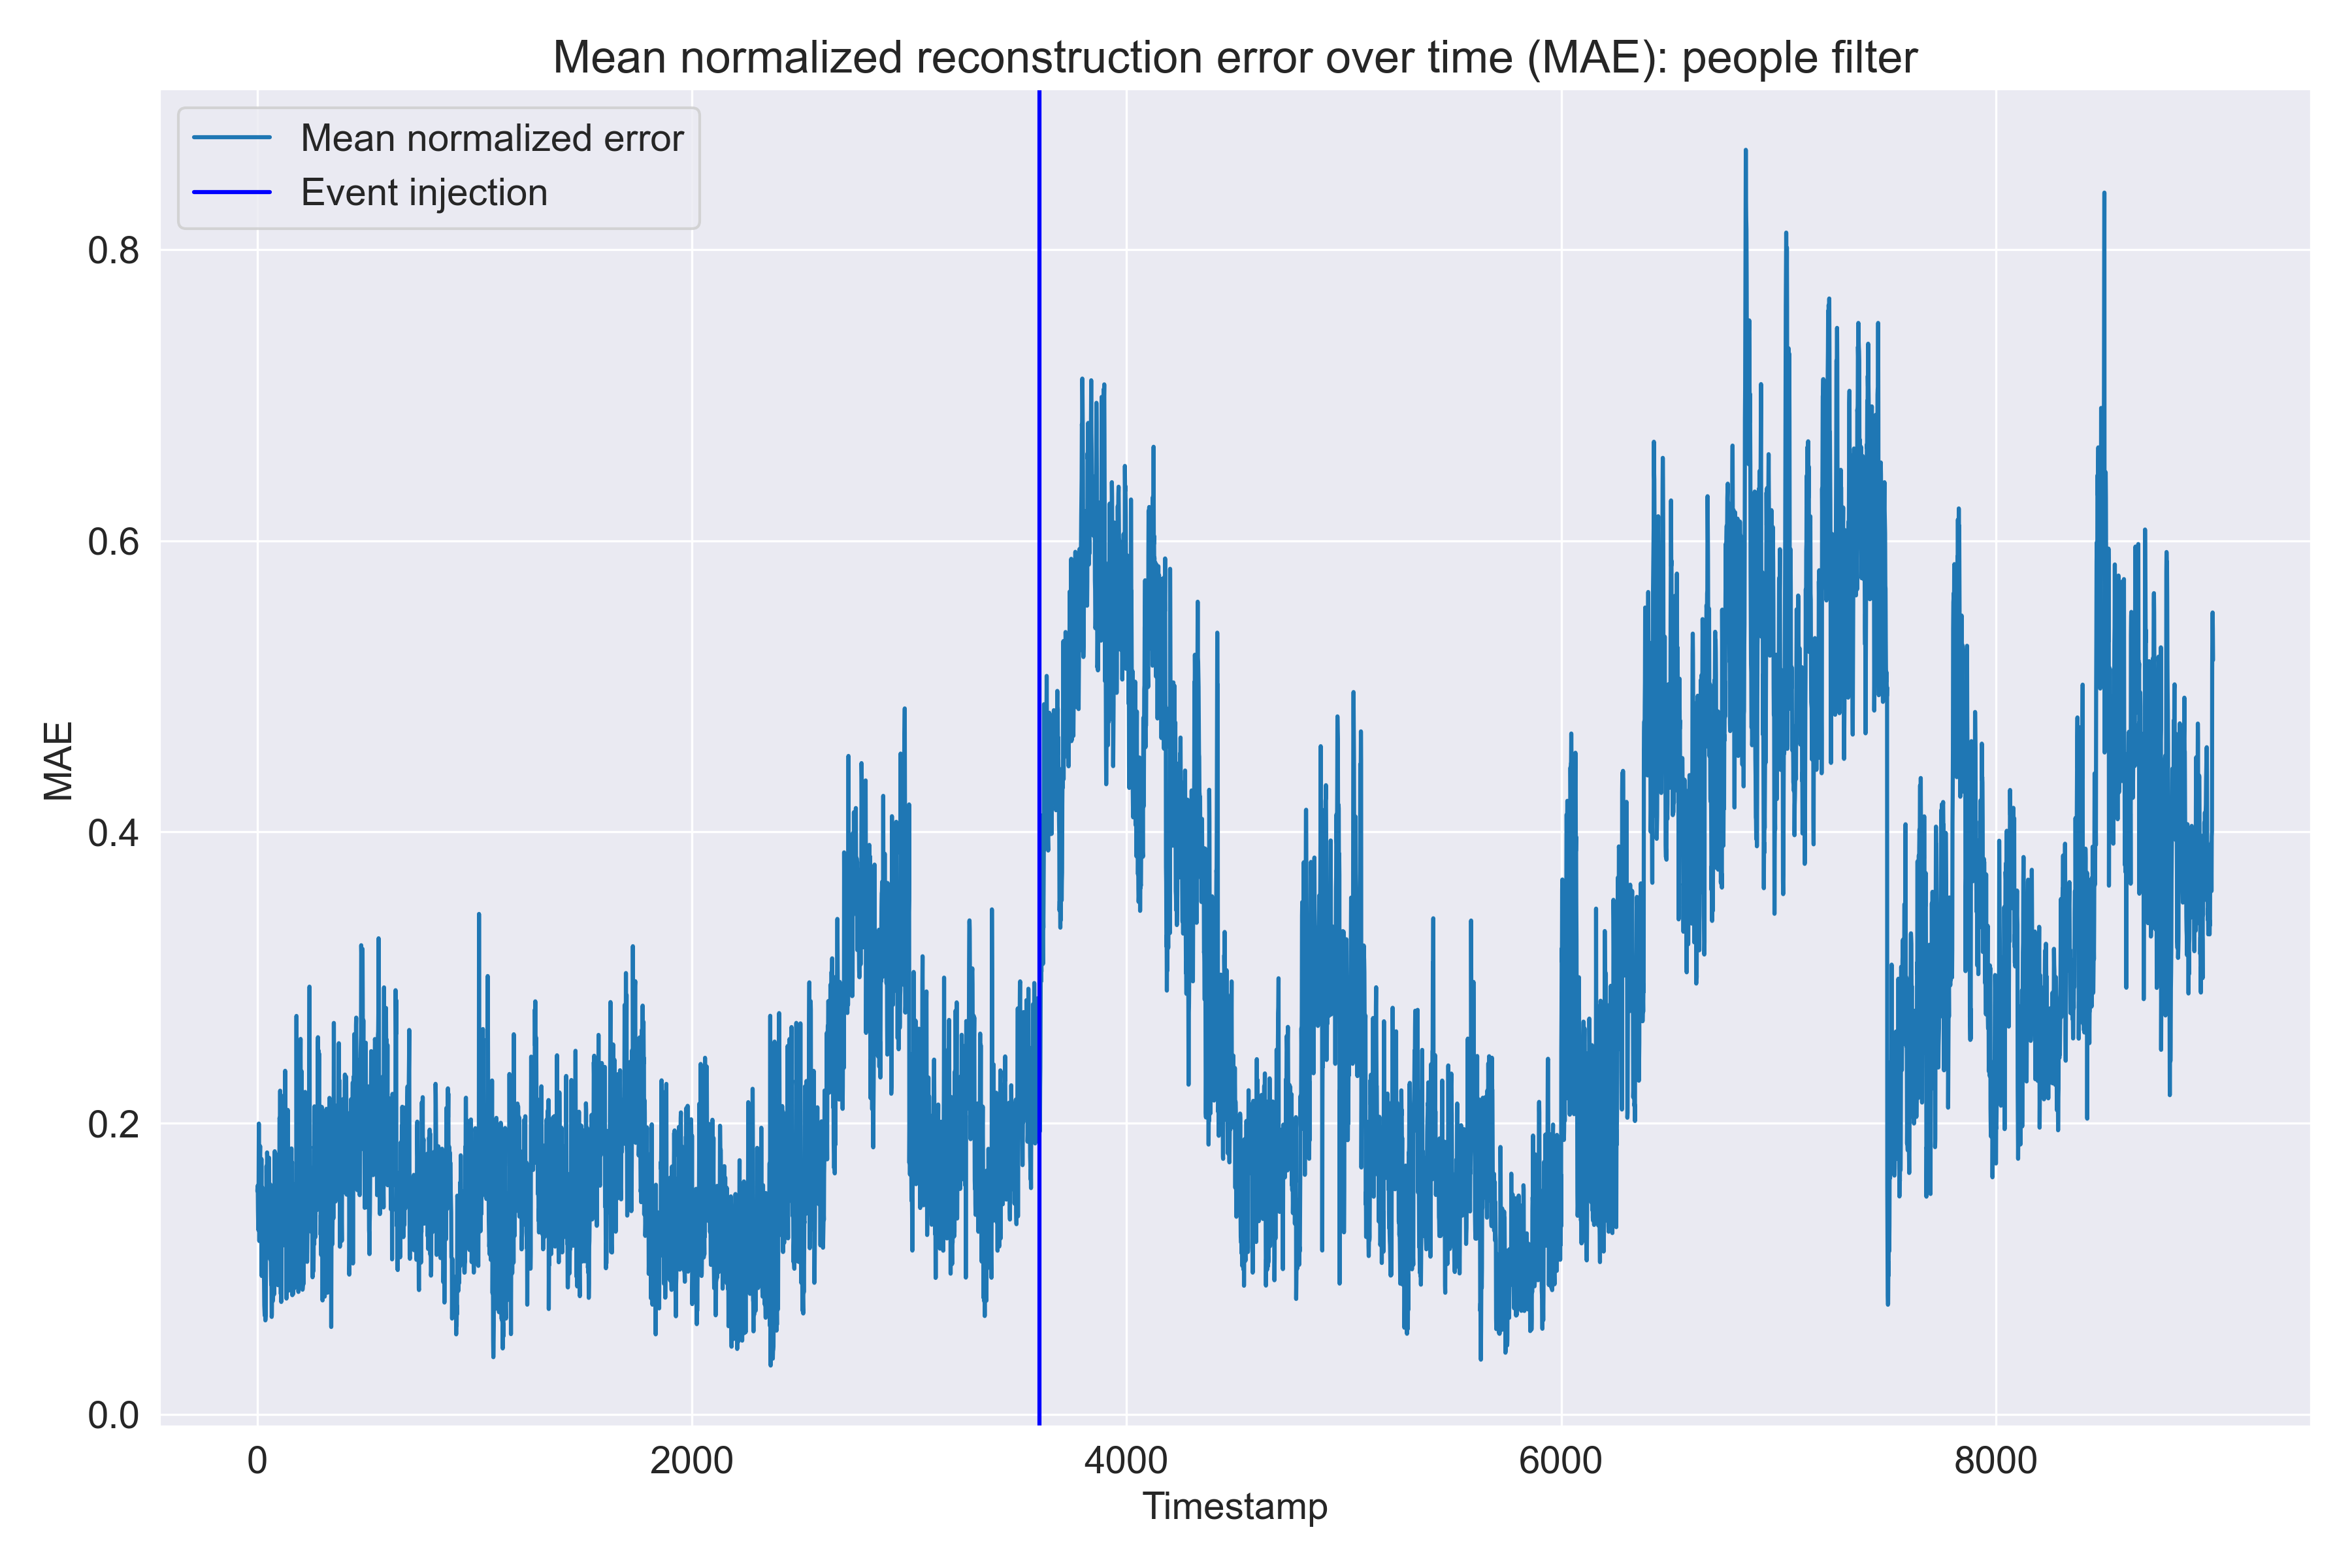 Mean normalized reconstruction error over time (MAE): people filter
Mean normalized error
Event injection
0.8
0.6
0.4
0.2
0.0
MAE
0 2000 4000 6000 8000
Timestamp